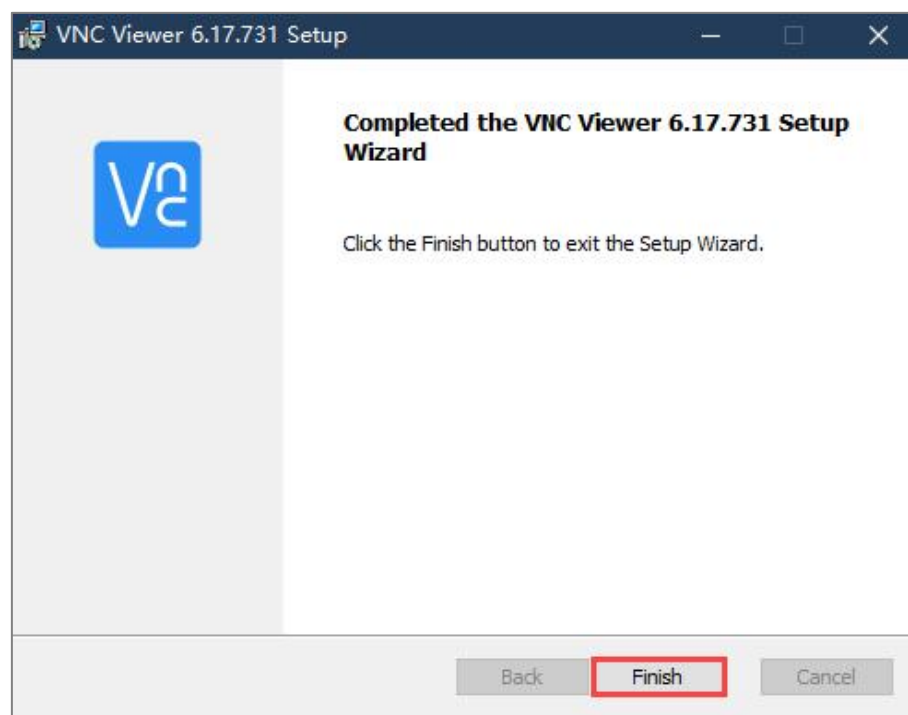 VNC Viewer 6.17.731 Setup
Completed the VNC Viewer 6.17.731 Setup
Wizard
Vnc
Click the Finish button to exit the Setup Wizard.
Back Finish Cancel